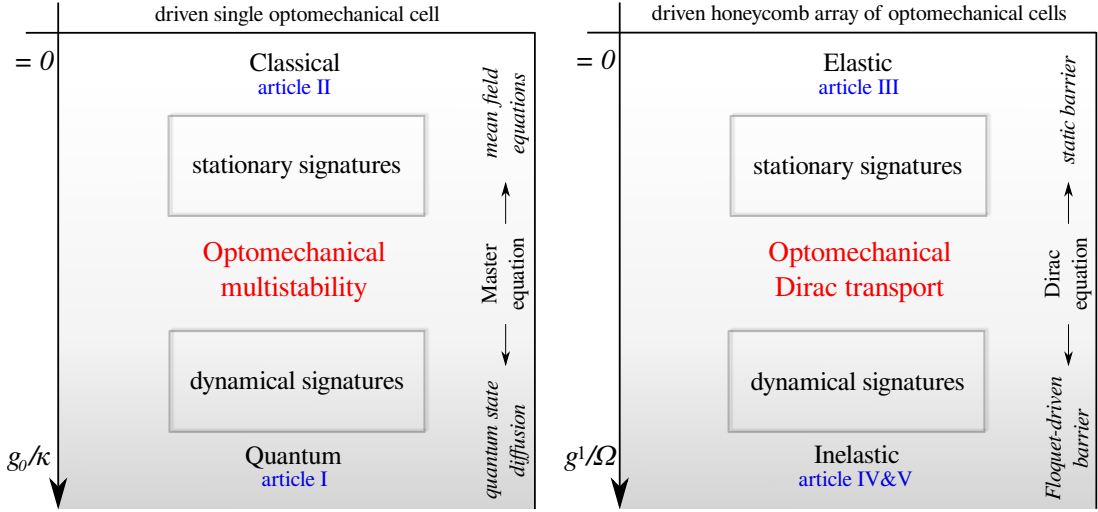 driven single optomechanical cell
= 0
Classical
article II
stationary signatures
Optomechanical
multistability
dynamical signatures
g0/κ
Quantum
article I
mean field
equations
Master
equation
quantum state
diffusion
driven honeycomb array of optomechanical cells
= 0
Elastic
article III
stationary signatures
Optomechanical
Dirac transport
dynamical signatures
g¹/Ω
Inelastic
article IV&V
static barrier
Dirac
equation
Floquet-driven
barrier